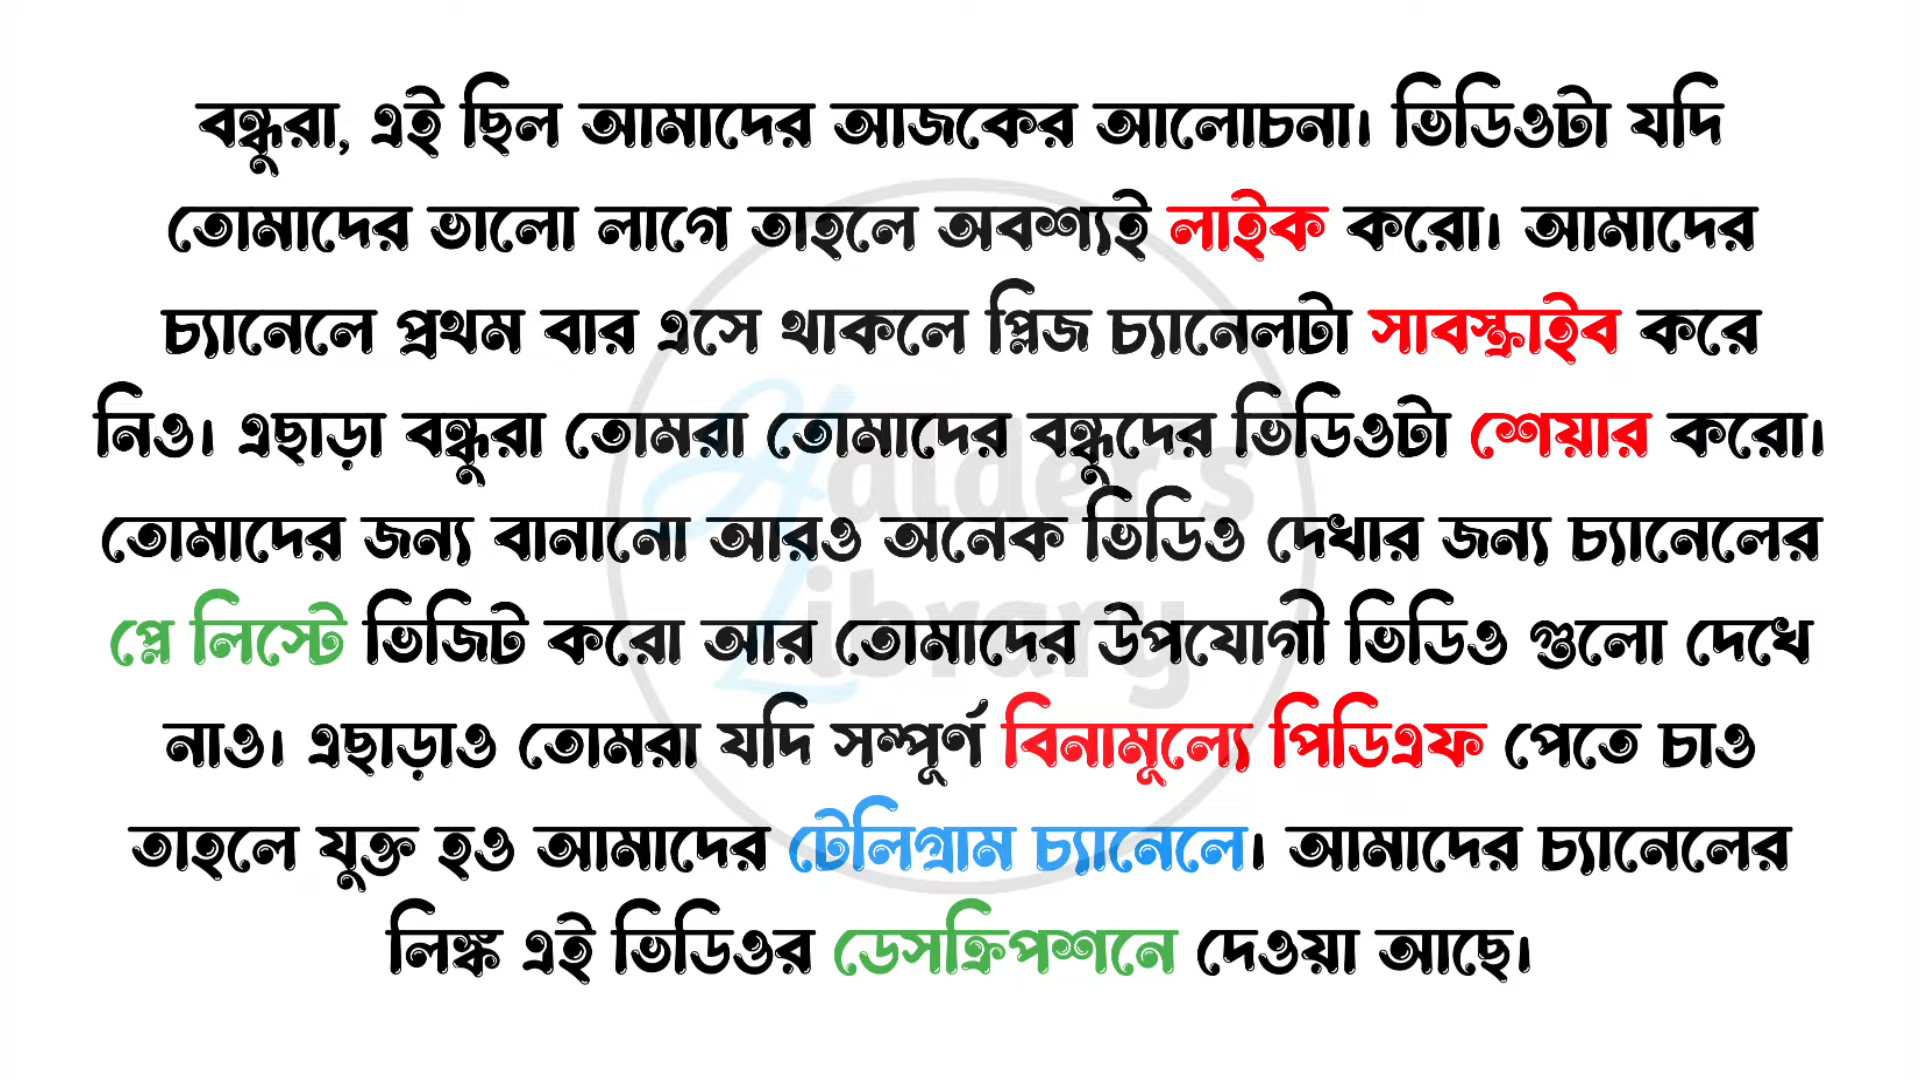 বন্ধুরা, এই ছিল আমাদের আজকের আলোচনা। ভিডিওটা যদি
তোমাদের ভালো লাগে তাহলে অবশ্যই লাইক করো। আমাদের
চ্যানেলে প্রথম বার এসে থাকলে প্লিজ চ্যানেলটা সাবস্ক্রাইব করে
নিও। এছাড়া বন্ধুরা তোমরা তোমাদের বন্ধুদের ভিডিওটা শেয়ার করো।
তোমাদের জন্য বানানো আরও অনেক ভিডিও দেখার জন্য চ্যানেলের
প্লে লিস্টে ভিজিট করো আর তোমাদের উপযোগী ভিডিও গুলো দেখে
নাও। এছাড়াও তোমরা যদি সম্পূর্ণ বিনামূল্যে পিডিএফ পেতে চাও
তাহলে যুক্ত হও আমাদের টেলিগ্রাম চ্যানেলে। আমাদের চ্যানেলের
লিঙ্ক এই ভিডিওর ডেসক্রিপশনে দেওয়া আছে।
Halder's
Library